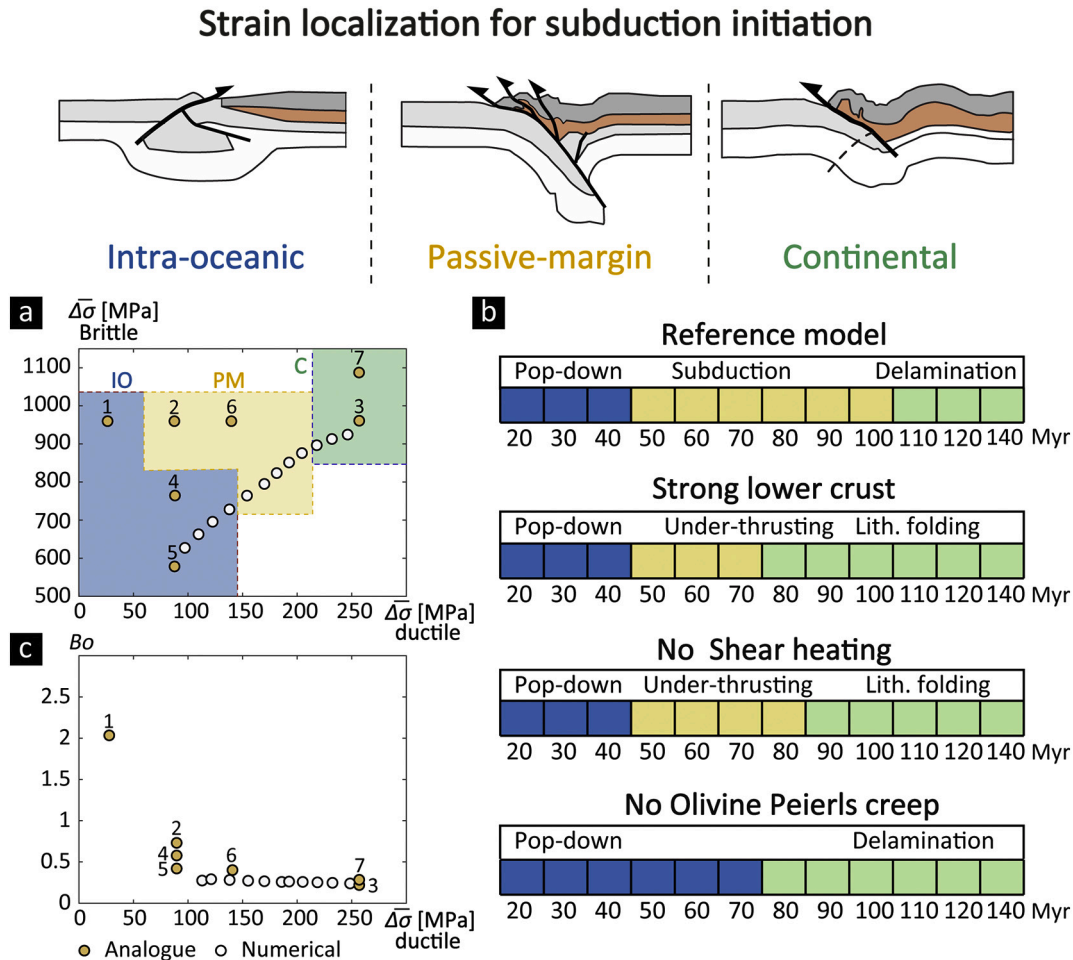 Strain localization for subduction initiation
Intra-oceanic
Passive-margin
Continental
a
Δσ̅ [MPa]
Brittle
1100
1000
900
800
700
600
500
IO
PM
C
1
2
6
7
3
4
5
0
50
100
150
200
250
Δσ̅ [MPa]
ductile
b
Reference model
Pop-down Subduction Delamination
20 30 40 50 60 70 80 90 100 110 120 140 Myr
Strong lower crust
Pop-down Under-thrusting Lith. folding
20 30 40 50 60 70 80 90 100 110 120 140 Myr
No Shear heating
Pop-down Under-thrusting Lith. folding
20 30 40 50 60 70 80 90 100 110 120 140 Myr
No Olivine Peierls creep
Pop-down Delamination
20 30 40 50 60 70 80 90 100 110 120 140 Myr
c
Bo
2.5
2
1.5
1
0.5
0
1
2
4
5
6
7
3
0 50 100 150 200 250 Δσ̅ [MPa]
ductile
Analogue Numerical